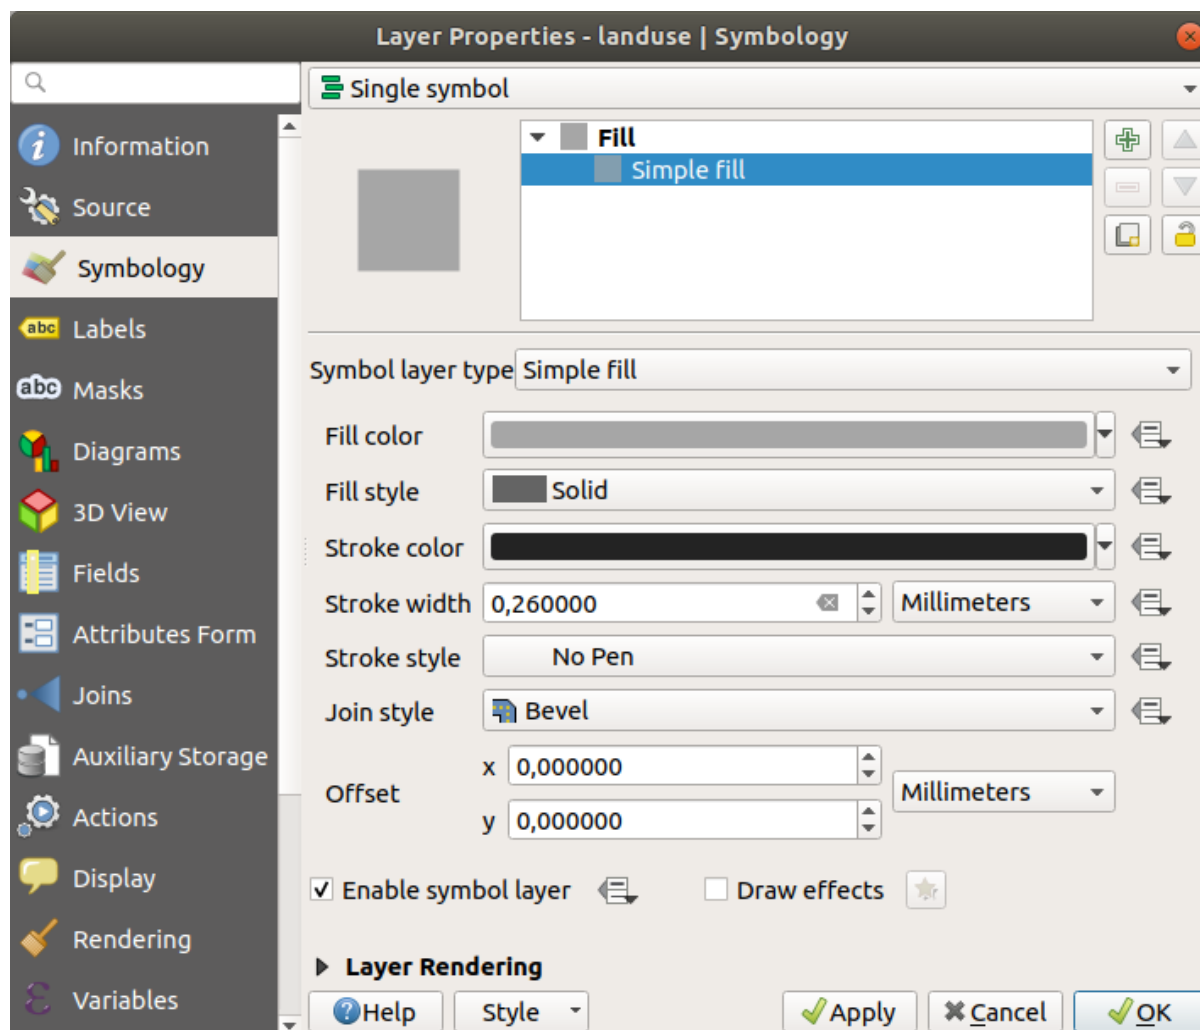 Layer Properties - landuse | Symbology
Single symbol
Information
Source
Symbology
abc Labels
abc Masks
Diagrams
3D View
Fields
Attributes Form
Joins
Auxiliary Storage
Actions
Display
Rendering
Variables
Fill
Simple fill
Symbol layer type Simple fill
Fill color
Fill style Solid
Stroke color
Stroke width 0,260000 Millimeters
Stroke style No Pen
Join style Bevel
Offset
x 0,000000
y 0,000000
Millimeters
Enable symbol layer Draw effects
Layer Rendering
Help Style Apply Cancel OK